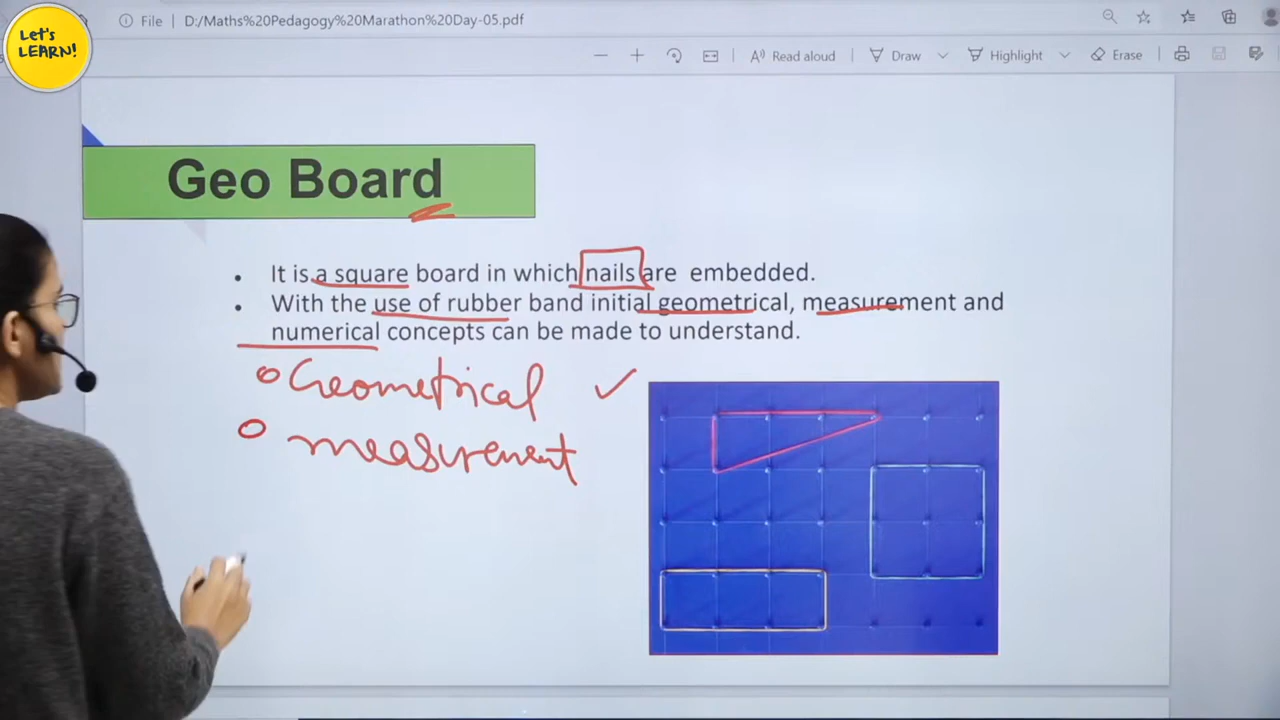 Let's
LEARN!
File | D:/Maths%20Pedagogy%20Marathon%20Day-05.pdf
Read aloud
Draw
Highlight
Erase
Geo Board
• It is a square board in which nails are embedded.
• With the use of rubber band initial geometrical, measurement and
numerical concepts can be made to understand.
Geometrical
measurement